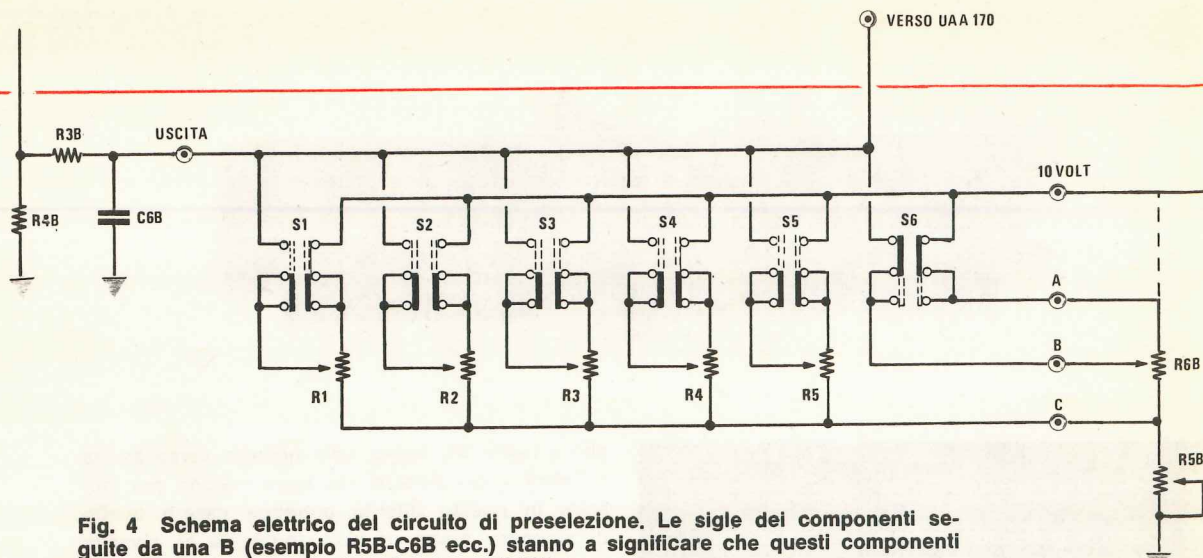 VERSO UAA 170
R3B
USCITA
R4B
C6B
10 VOLT
S1
S2
S3
S4
S5
S6
A
B
R6B
R1
R2
R3
R4
R5
C
R5B
Fig. 4 Schema elettrico del circuito di preselezione. Le sigle dei componenti se-
guite da una B (esempio R5B-C6B ecc.) stanno a significare che questi componenti